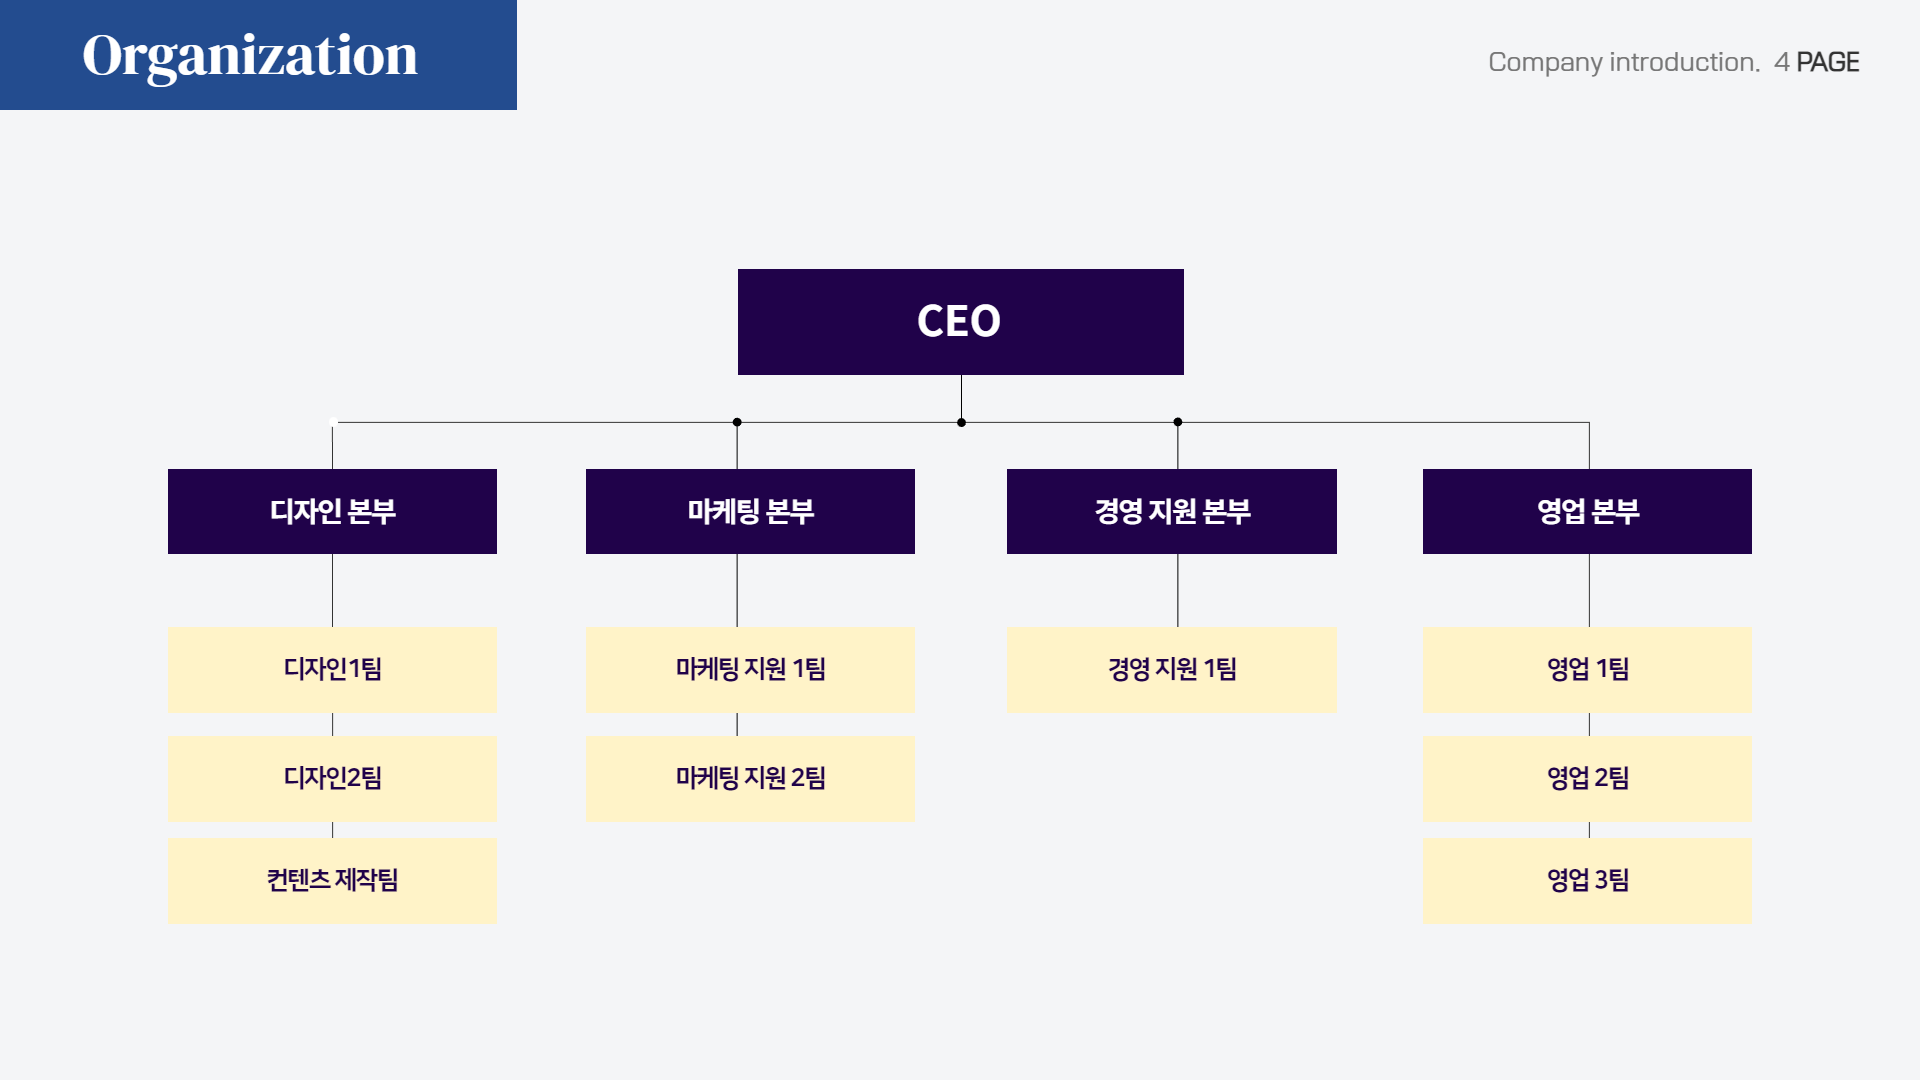 Organization
Company introduction. 4 PAGE
CEO
디자인 본부
마케팅 본부
경영 지원 본부
영업 본부
디자인1팀
마케팅 지원 1팀
경영 지원 1팀
영업 1팀
디자인2팀
마케팅 지원 2팀
영업 2팀
컨텐츠 제작팀
영업 3팀